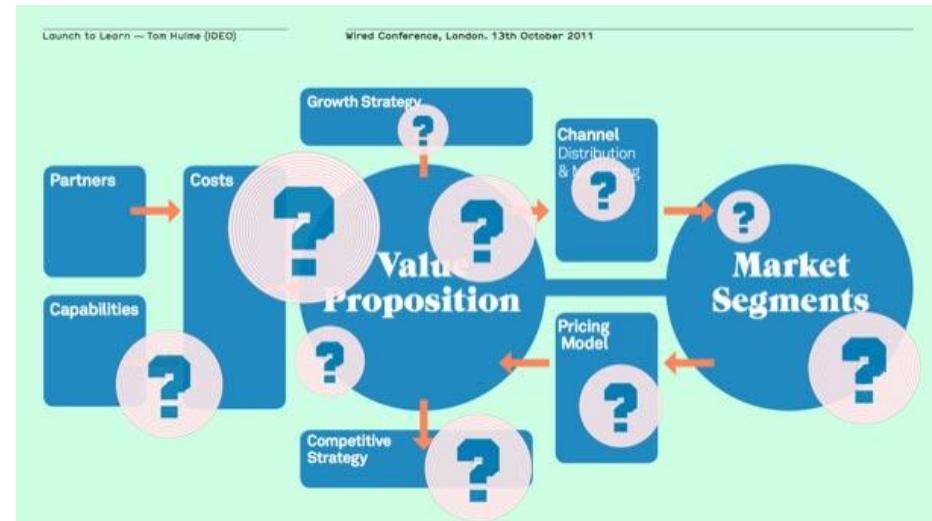 Launch to Learn — Tom Hulme (IDEO)
Wired Conference, London. 13th October 2011
Growth Strategy
?
Channel
Distribution
&
?
Partners
Costs
?
?
?
Value
Proposition
Market
Segments
Capabilities
?
?
Pricing
Model
?
?
Competitive
Strategy
?